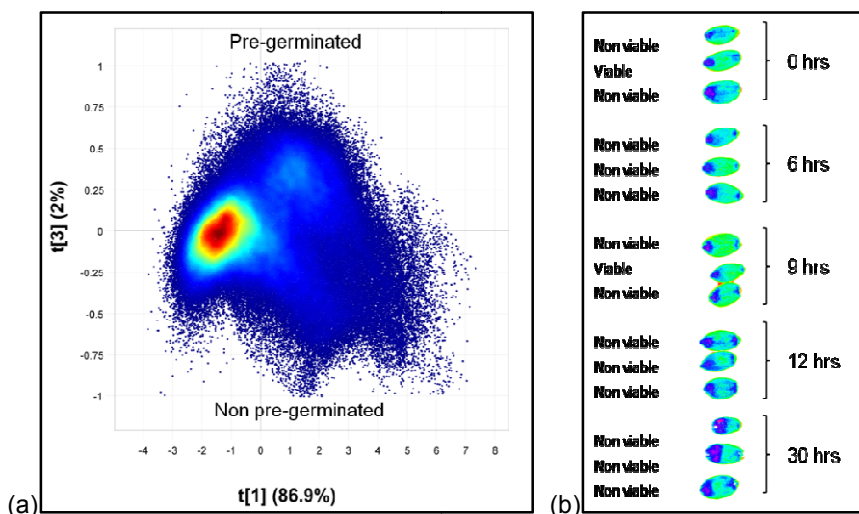 Pre-germinated
1
0.75
0.5
0.25
0
-0.25
-0.5
-0.75
-1
t[3] (2%)
Non pre-germinated
-4 -3 -2 -1 0 1 2 3 4 5 6 7 8
t[1] (86.9%)
(a)
Non viable
Viable
Non viable
0 hrs
Non viable
Non viable
Non viable
6 hrs
Non viable
Viable
Non viable
9 hrs
Non viable
Non viable
Non viable
12 hrs
Non viable
Non viable
Non viable
30 hrs
(b)